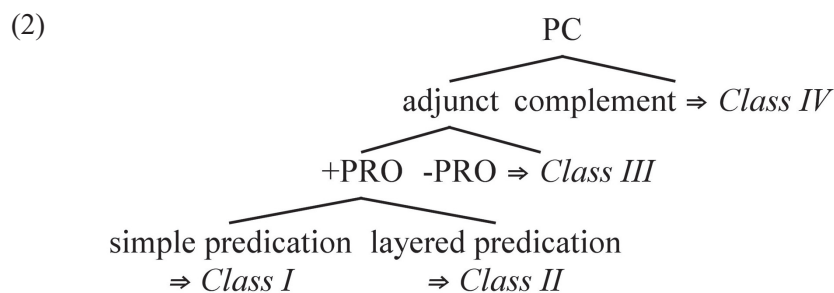 (2) PC
adjunct complement ⇒ Class IV
+PRO -PRO ⇒ Class III
simple predication layered predication
⇒ Class I ⇒ Class II